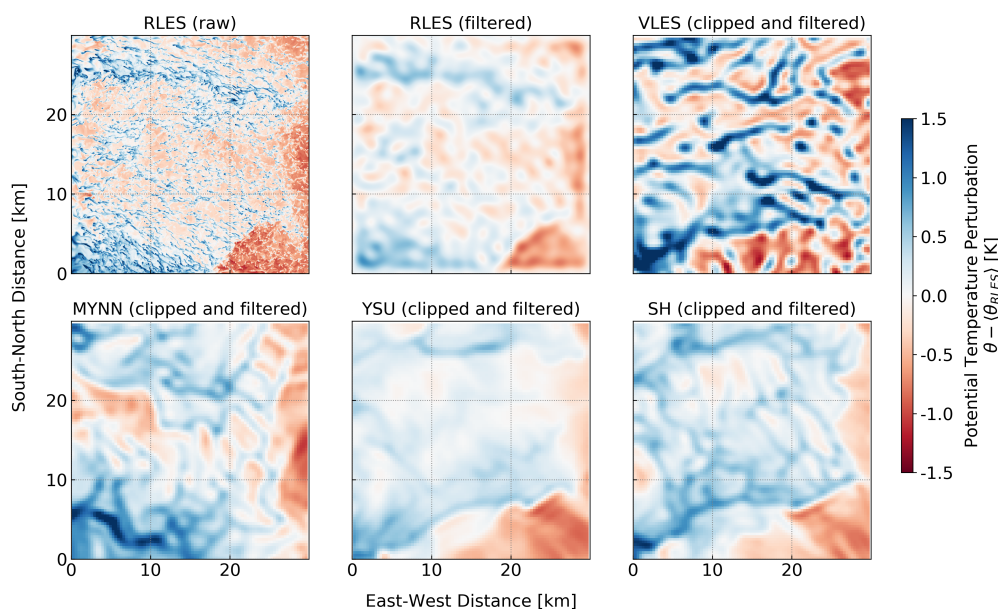 RLES (raw)
RLES (filtered)
VLES (clipped and filtered)
20
10
0
MYNN (clipped and filtered)
YSU (clipped and filtered)
SH (clipped and filtered)
20
10
0
0
10
20
0
10
20
0
10
20
South-North Distance [km]
East-West Distance [km]
1.5
1.0
0.5
0.0
-0.5
-1.0
-1.5
Potential Temperature Perturbation
θ − ⟨θRLES⟩ [K]